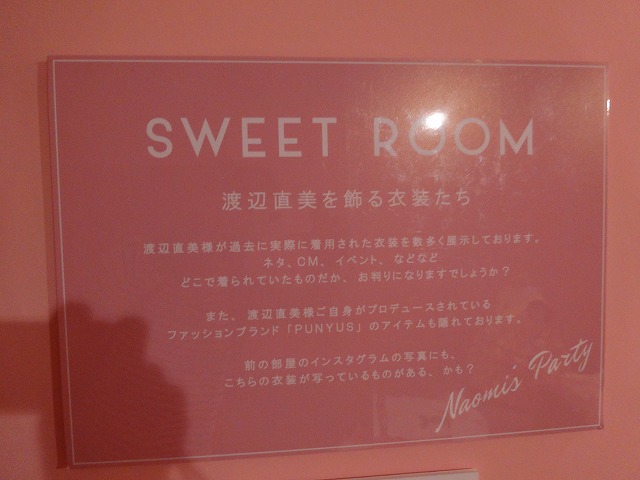 SWEET ROOM
渡辺直美を飾る衣装たち
渡辺直美様が過去に実際に着用された衣装を数多く展示しております。
ネタ、CM、イベント、などなど
どこで着られていたものだか、お判りになりますでしょうか？
また、渡辺直美様ご自身がプロデュースされている
ファッションブランド「PUNYUS」のアイテムも隠れております。
前の部屋のインスタグラムの写真にも、
こちらの衣装が写っているものがある、かも？
Naomi's Party